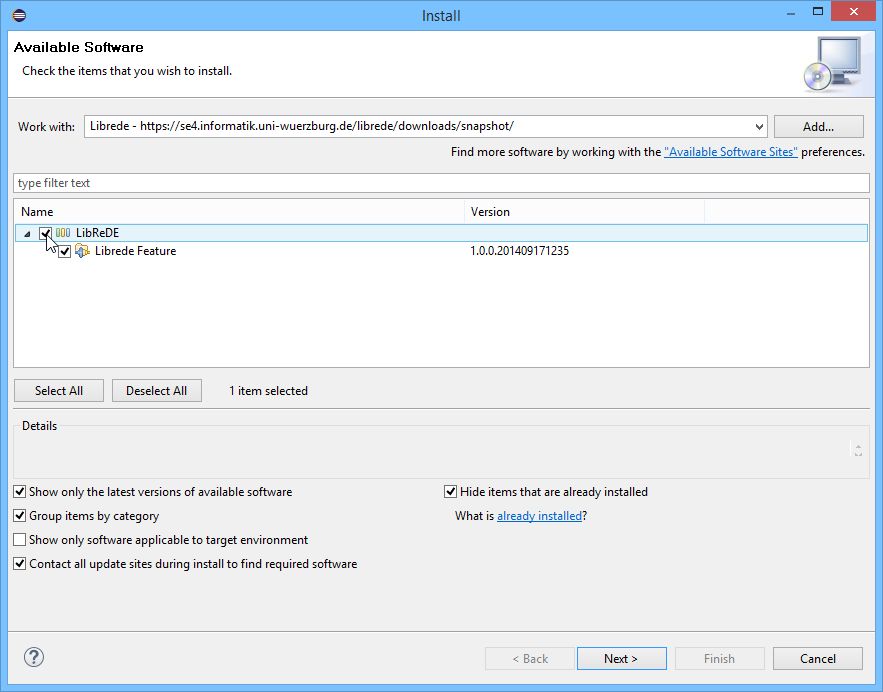 Install
Available Software
Check the items that you wish to install.
Work with: Librede - https://se4.informatik.uni-wuerzburg.de/librede/downloads/snapshot/ Add...
Find more software by working with the "Available Software Sites" preferences.
type filter text
Name Version
LibReDE
Librede Feature 1.0.0.201409171235
Select All Deselect All 1 item selected
Details
Show only the latest versions of available software Hide items that are already installed
Group items by category What is already installed?
Show only software applicable to target environment
Contact all update sites during install to find required software
? < Back Next > Finish Cancel